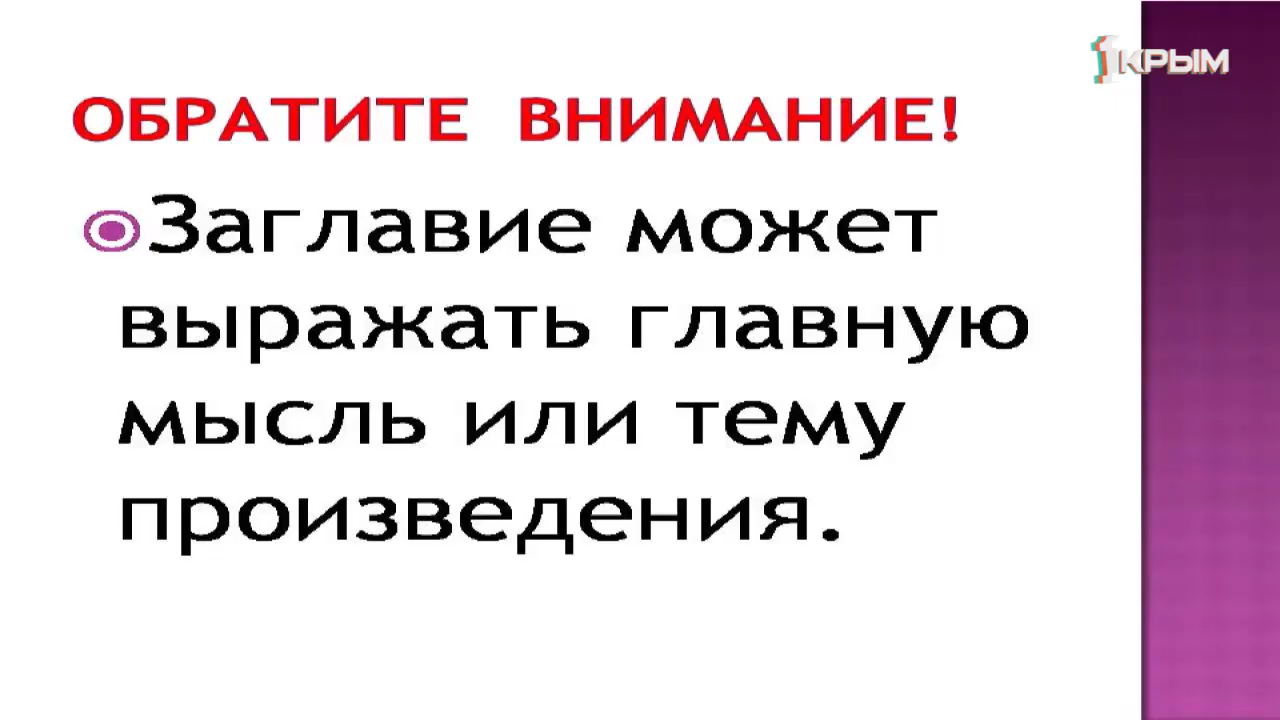 1КРЫМ
ОБРАТИТЕ ВНИМАНИЕ!
Заглавие может
выражать главную
мысль или тему
произведения.